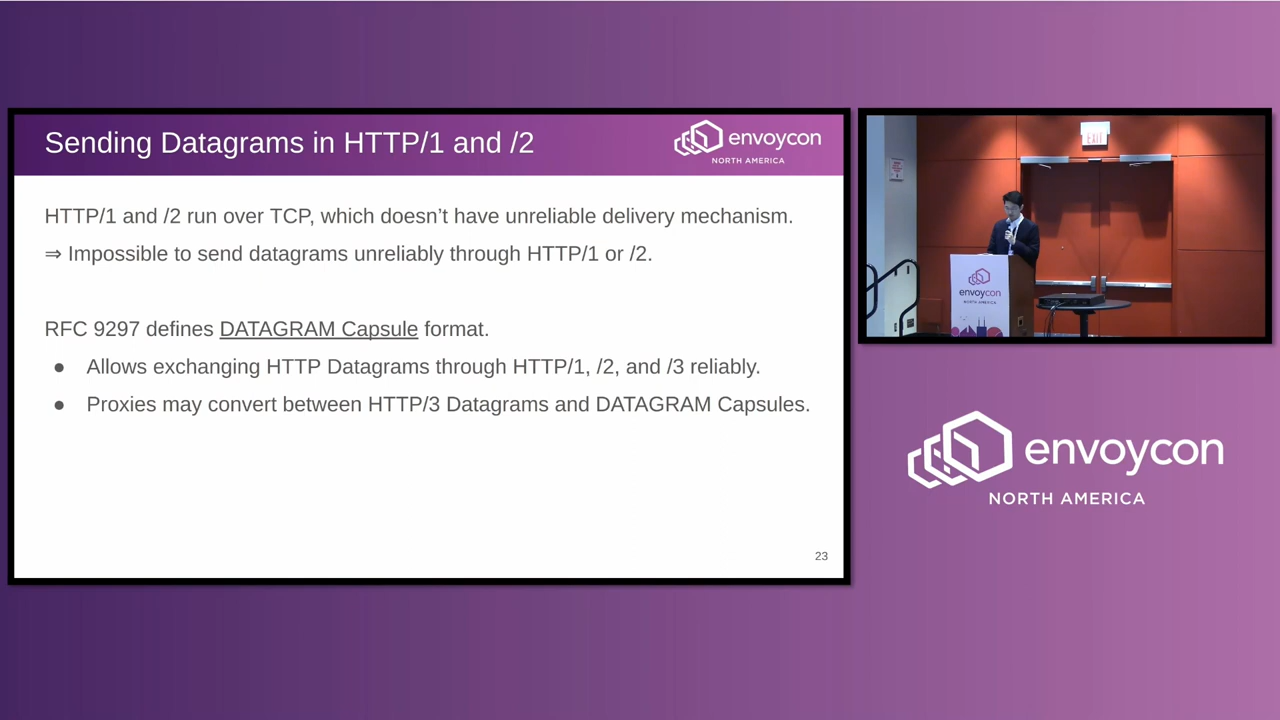 Sending Datagrams in HTTP/1 and /2
envoycon
NORTH AMERICA
HTTP/1 and /2 run over TCP, which doesn’t have unreliable delivery mechanism.
⇒ Impossible to send datagrams unreliably through HTTP/1 or /2.
RFC 9297 defines DATAGRAM Capsule format.
● Allows exchanging HTTP Datagrams through HTTP/1, /2, and /3 reliably.
● Proxies may convert between HTTP/3 Datagrams and DATAGRAM Capsules.
23
EXIT
envoycon
NORTH AMERICA
envoycon
NORTH AMERICA